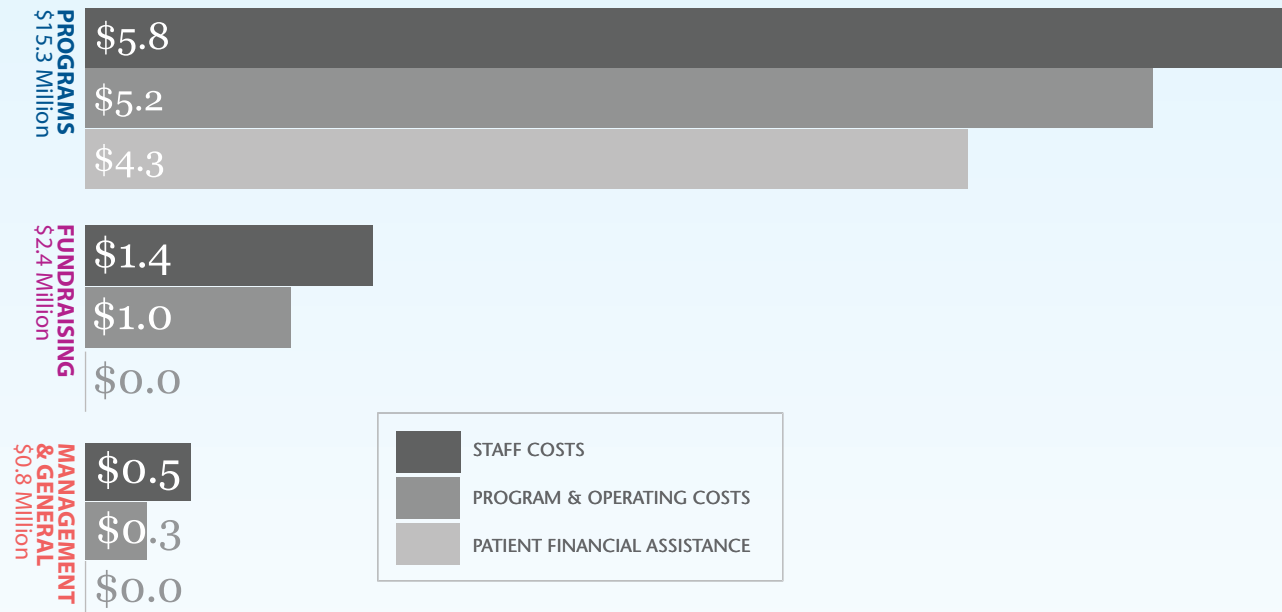 PROGRAMS
$15.3 Million
$5.8
$5.2
$4.3
FUNDRAISING
$2.4 Million
$1.4
$1.0
$0.0
MANAGEMENT
& GENERAL
$0.8 MIllion
$0.5
$0.3
$0.0
STAFF COSTS
PROGRAM & OPERATING COSTS
PATIENT FINANCIAL ASSISTANCE